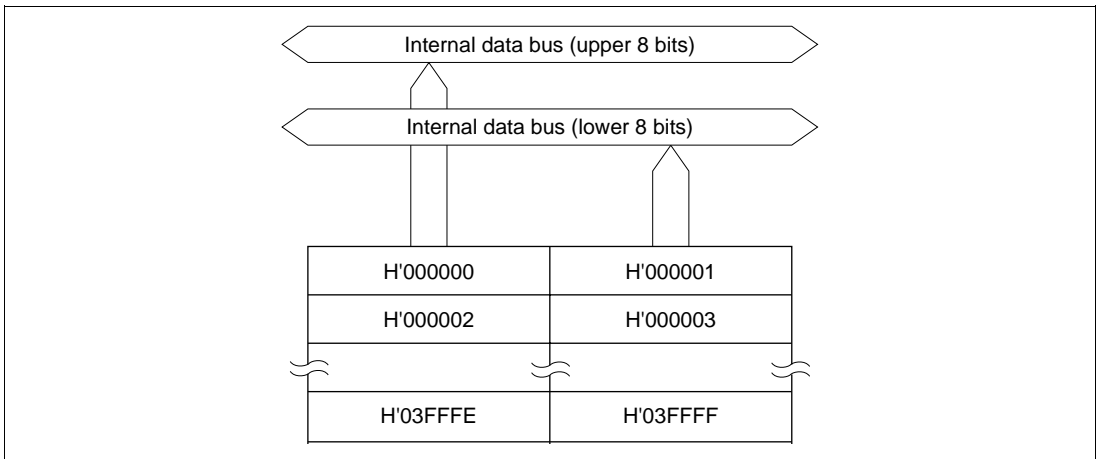 Internal data bus (upper 8 bits)
Internal data bus (lower 8 bits)
H'000000 H'000001
H'000002 H'000003
H'03FFFE H'03FFFF